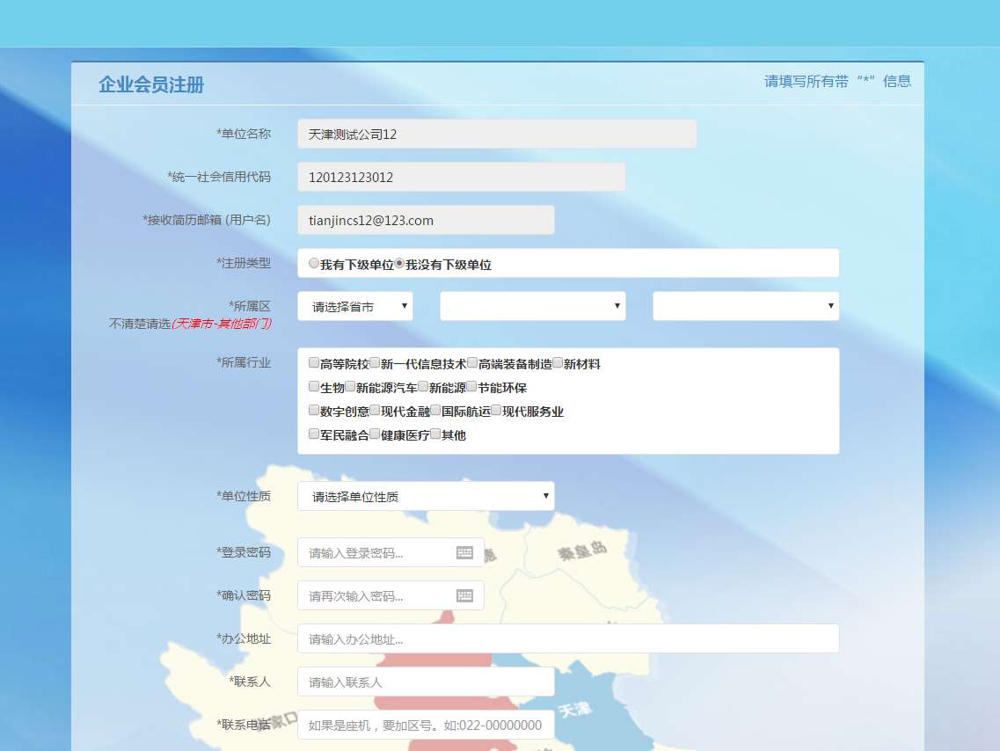 企业会员注册
请填写所有带“*”信息
*单位名称 天津测试公司12
*统一社会信用代码 120123123012
*接收简历邮箱 (用户名) tianjincs12@123.com
*注册类型 我有下级单位 我没有下级单位
*所属区 请选择省市
不清楚请选(天津市-其他部门)
*所属行业 高等院校 新一代信息技术 高端装备制造 新材料
生物 新能源汽车 新能源 节能环保
数字创意 现代金融 国际航运 现代服务业
军民融合 健康医疗 其他
*单位性质 请选择单位性质
*登录密码 请输入登录密码...
秦皇岛
*确认密码 请再次输入密码...
*办公地址 请输入办公地址...
*联系人 请输入联系人
天津
张家口
*联系电话 如果是座机，要加区号。如:022-00000000